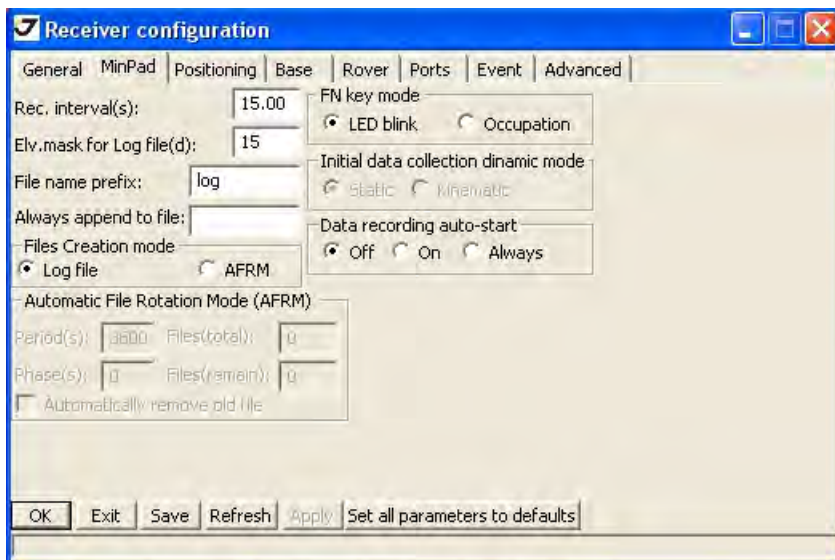 Receiver configuration
General MinPad Positioning Base Rover Ports Event Advanced
Rec. interval(s): 15.00
Elv.mask for Log file(d): 15
File name prefix: log
Always append to file:
Files Creation mode
Log file AFRM
FN key mode
LED blink Occupation
Initial data collection dinamic mode
Static Kinematic
Data recording auto-start
Off On Always
Automatic File Rotation Mode (AFRM)
Period(s): 3600 Files(total): 0
Phase(s): 0 Files(remain): 0
Automatically remove old file
OK Exit Save Refresh Apply Set all parameters to defaults